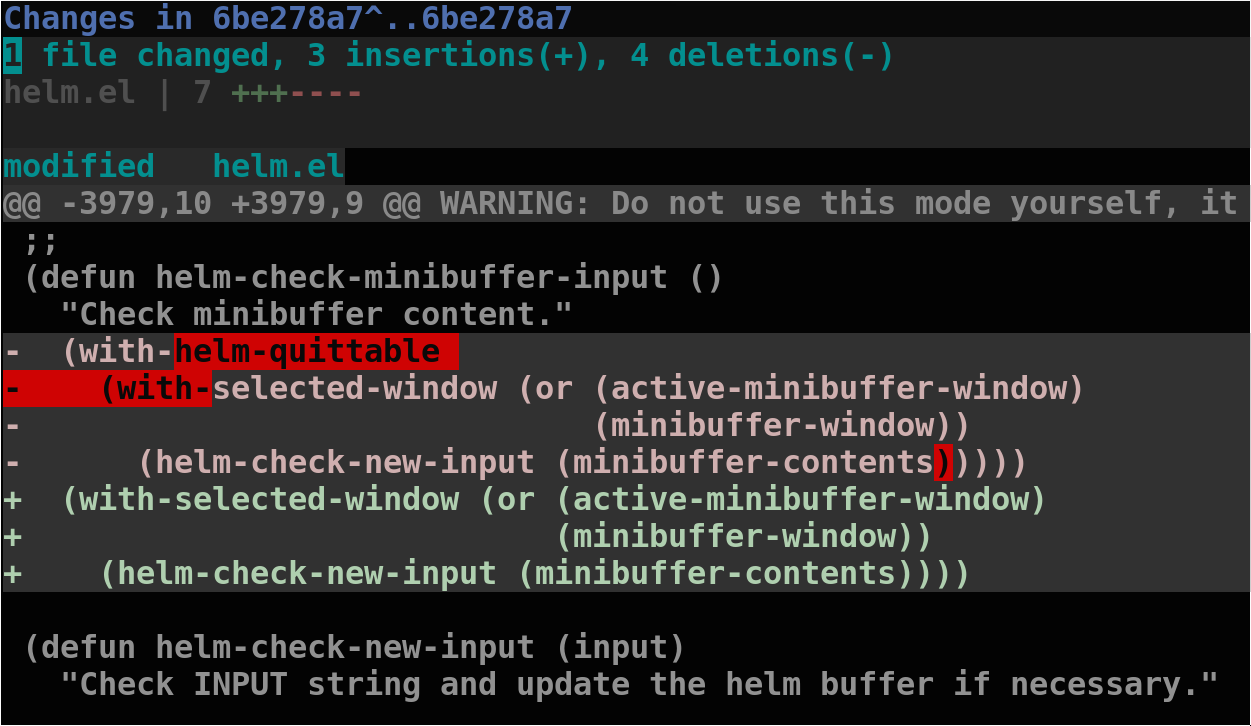 Changes in 6be278a7^..6be278a7
1 file changed, 3 insertions(+), 4 deletions(-)
helm.el | 7 +++----
modified   helm.el
@@ -3979,10 +3979,9 @@ WARNING: Do not use this mode yourself, it
 ;;
 (defun helm-check-minibuffer-input ()
   "Check minibuffer content."
-  (with-helm-quittable
-    (with-selected-window (or (active-minibuffer-window)
-                              (minibuffer-window))
-      (helm-check-new-input (minibuffer-contents)))))
+  (with-selected-window (or (active-minibuffer-window)
+                            (minibuffer-window))
+    (helm-check-new-input (minibuffer-contents))))
 (defun helm-check-new-input (input)
   "Check INPUT string and update the helm buffer if necessary."